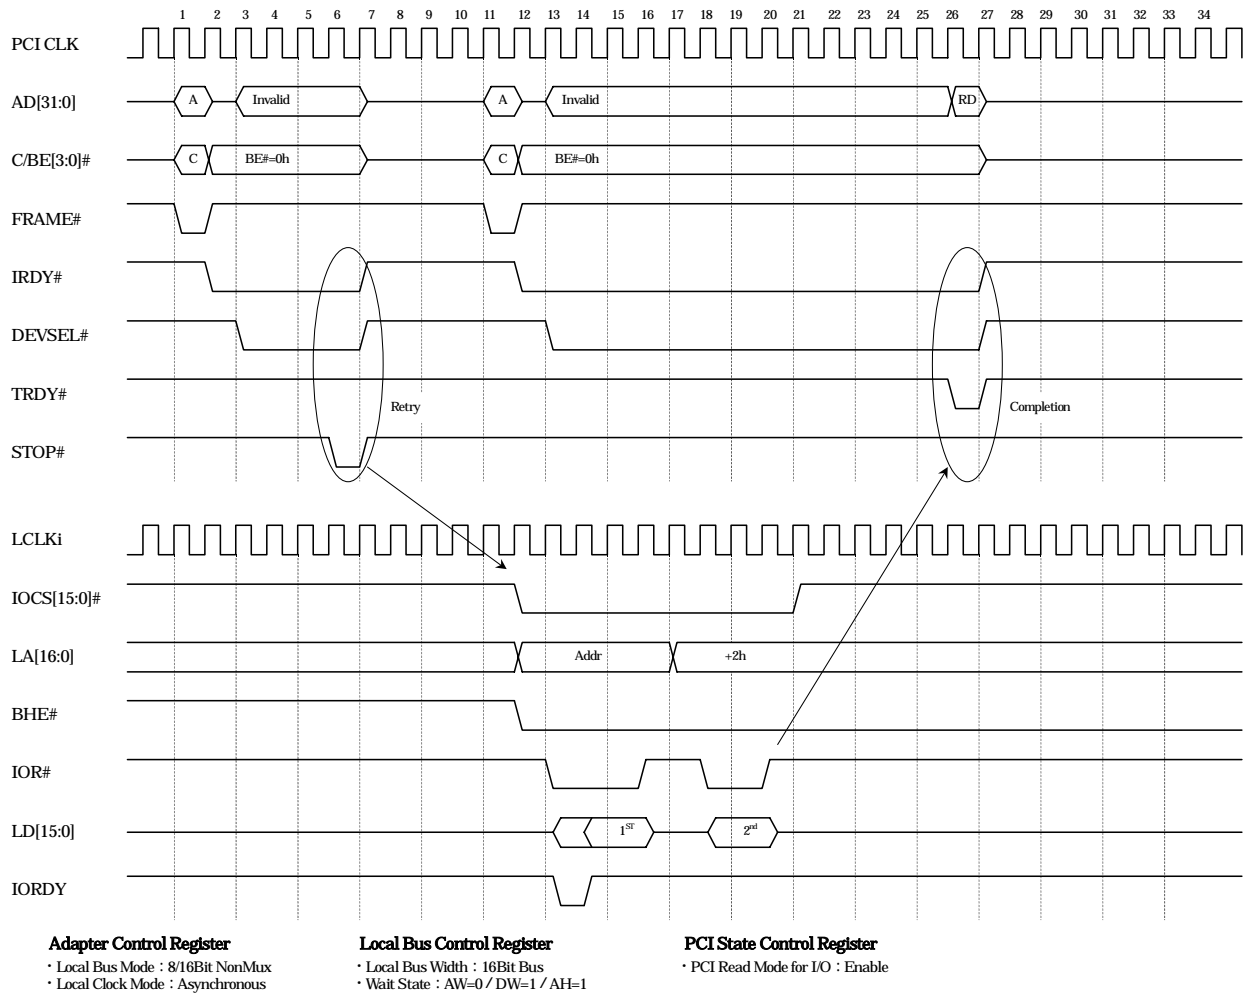 1 2 3 4 5 6 7 8 9 10 11 12 13 14 15 16 17 18 19 20 21 22 23 24 25 26 27 28 29 30 31 32 33 34
PCI CLK
AD[31:0] A Invalid A Invalid RD
C/BE[3:0]# C BE#=0h C BE#=0h
FRAME#
IRDY#
DEVSEL#
TRDY#
Retry Completion
STOP#
LCLKi
IOCS[15:0]#
LA[16:0] Addr +2h
BHE#
IOR#
LD[15:0] 1ST 2nd
IORDY
Adapter Control Register
・Local Bus Mode：8/16Bit NonMux
・Local Clock Mode：Asynchronous
Local Bus Control Register
・Local Bus Width：16Bit Bus
・Wait State：AW=0 / DW=1 / AH=1
PCI State Control Register
・PCI Read Mode for I/O：Enable